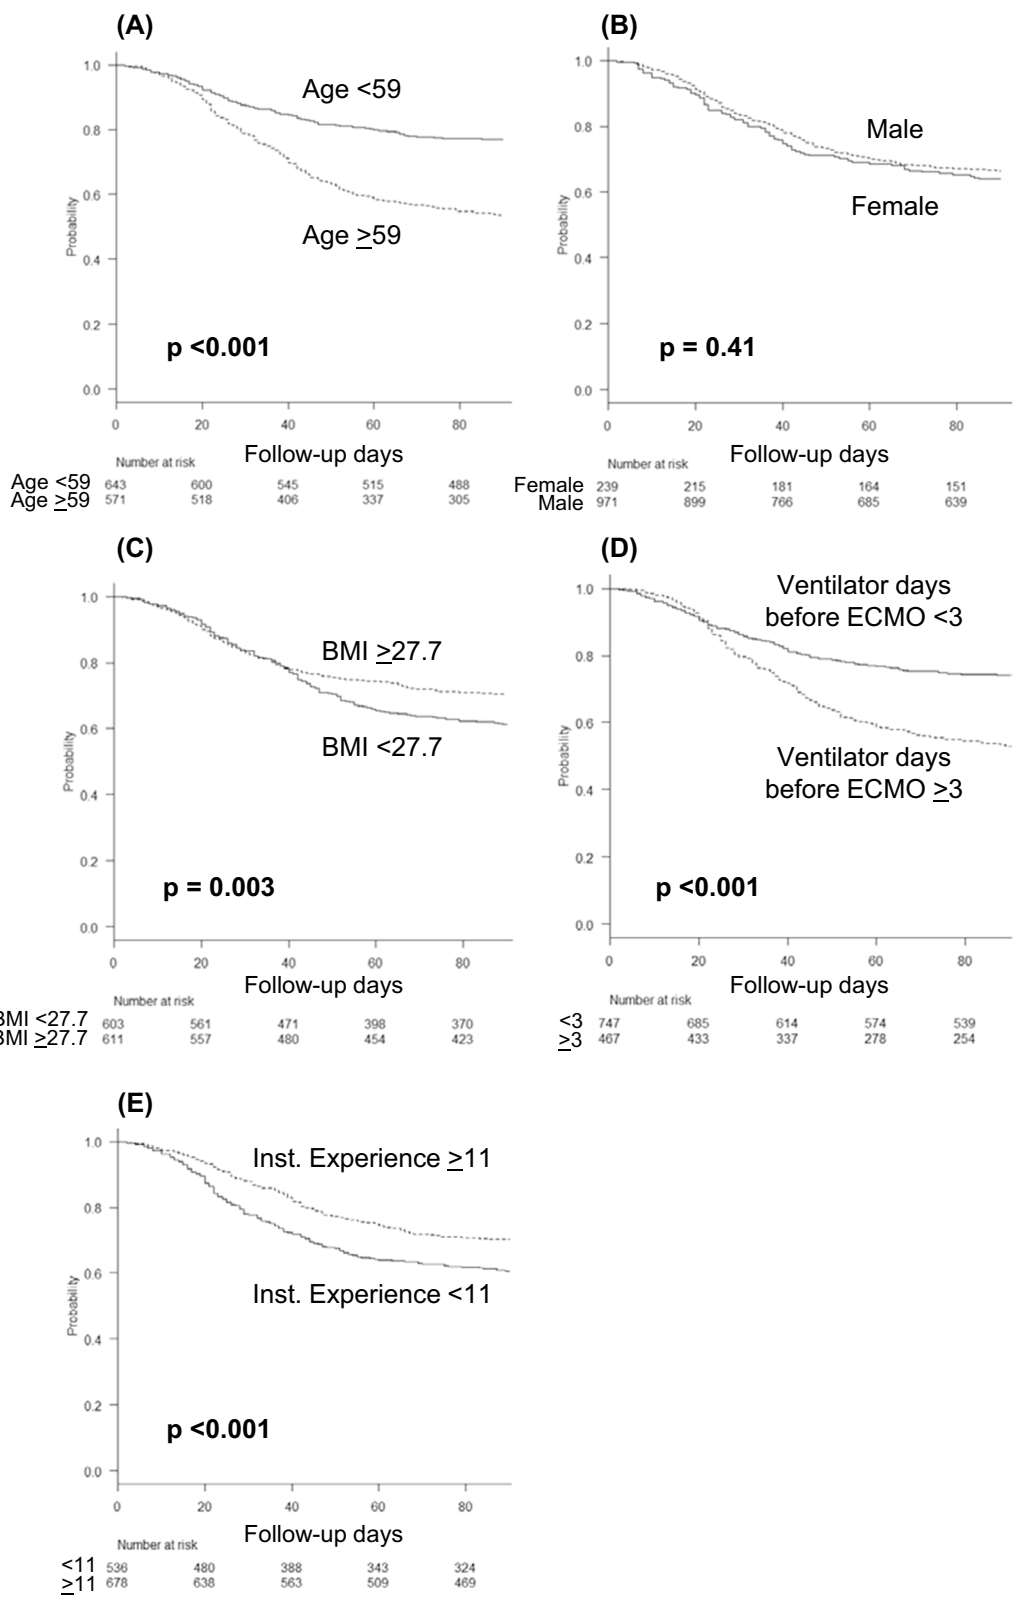 (A)
1.0
0.8
0.6
0.4
0.2
0.0
Probability
Age <59
Age ≥59
p <0.001
0 20 40 60 80
Number at risk
Follow-up days
Age <59 643 600 545 515 488
Age ≥59 571 518 406 337 305
(B)
1.0
0.8
0.6
0.4
0.2
0.0
Probability
Male
Female
p = 0.41
0 20 40 60 80
Number at risk
Follow-up days
Female 239 215 181 164 151
Male 971 899 766 685 639
(C)
1.0
0.8
0.6
0.4
0.2
0.0
Probability
BMI ≥27.7
BMI <27.7
p = 0.003
0 20 40 60 80
Follow-up days
Number at risk
BMI <27.7 603 561 471 398 370
BMI ≥27.7 611 557 480 454 423
(D)
1.0
0.8
0.6
0.4
0.2
0.0
Probability
Ventilator days
before ECMO <3
Ventilator days
before ECMO ≥3
p <0.001
0 20 40 60 80
Follow-up days
Number at risk
<3 747 685 614 574 539
≥3 467 433 337 278 254
(E)
1.0
0.8
0.6
0.4
0.2
0.0
Probability
Inst. Experience ≥11
Inst. Experience <11
p <0.001
0 20 40 60 80
Follow-up days
Number at risk
<11 536 480 388 343 324
≥11 678 638 563 509 469